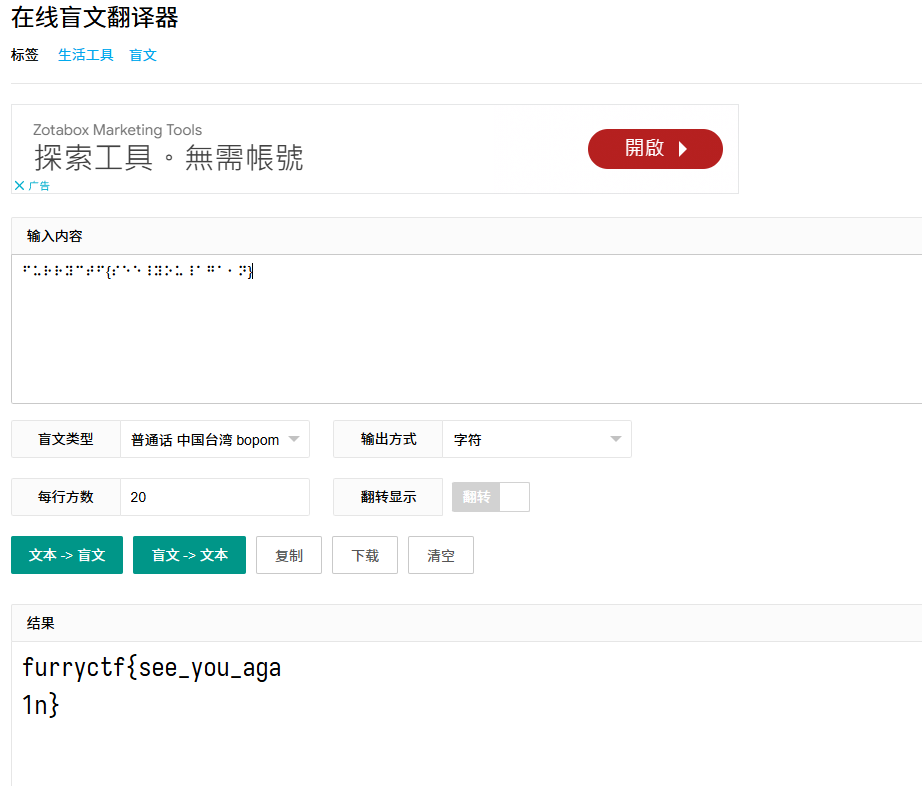 在线盲文翻译器
标签 生活工具 盲文
Zotabox Marketing Tools
探索工具。無需帳號
開啟
广告
输入内容
结果
盲文类型 普通话 中国台湾 bopom 输出方式 字符
每行方数 20 翻转显示 翻转
文本 -> 盲文 盲文 -> 文本 复制 下载 清空
furryctf{see_you_aga
1n}